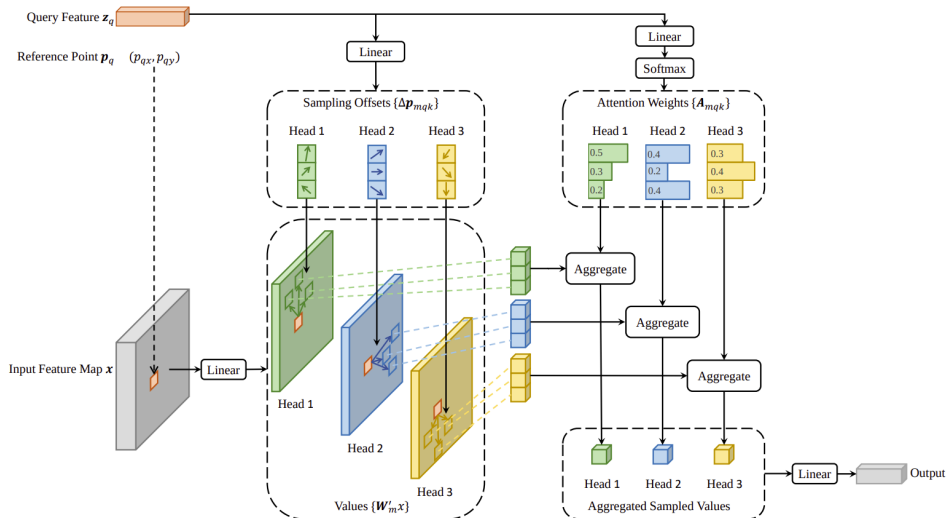 Query Feature z_q
Reference Point p_q (p_qx, p_qy)
Linear
Linear
Softmax
Sampling Offsets {Δp_mqk}
Head 1 Head 2 Head 3
Attention Weights {A_mqk}
Head 1 Head 2 Head 3
0.5 0.4 0.3
0.3 0.2 0.4
0.2 0.4 0.3
Aggregate
Aggregate
Aggregate
Input Feature Map x
Linear
Head 1
Head 2
Head 3
Values {W'_m x}
Head 1 Head 2 Head 3
Aggregated Sampled Values
Linear
Output